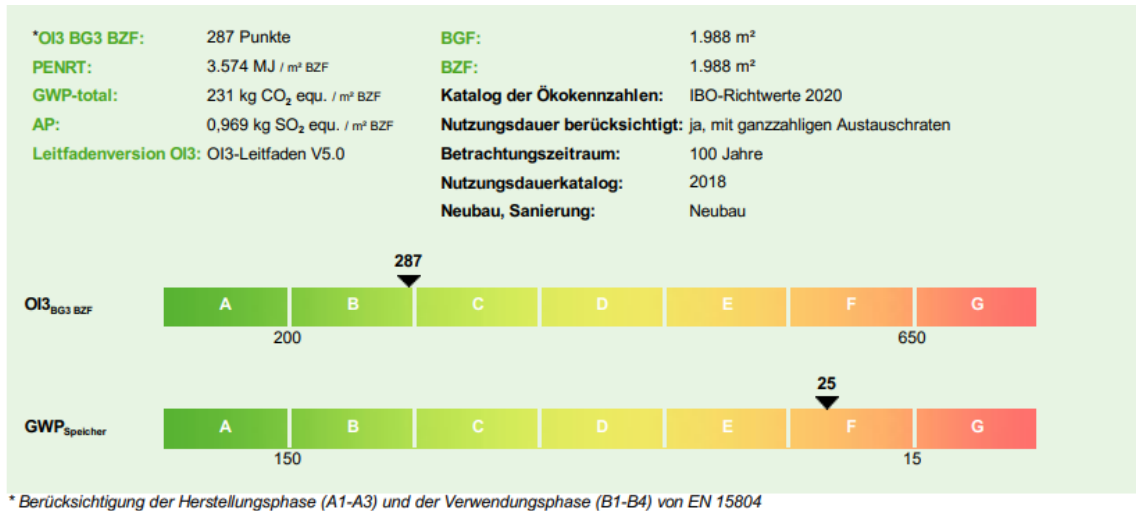 *OI3 BG3 BZF: 287 Punkte BGF: 1.988 m²
PENRT: 3.574 MJ / m² BZF BZF: 1.988 m²
GWP-total: 231 kg CO₂ equ. / m² BZF Katalog der Ökokennzahlen: IBO-Richtwerte 2020
AP: 0,969 kg SO₂ equ. / m² BZF Nutzungsdauer berücksichtigt: ja, mit ganzzahligen Austauschraten
Leitfadenversion OI3: OI3-Leitfaden V5.0 Betrachtungszeitraum: 100 Jahre
Nutzungsdauerkatalog: 2018
Neubau, Sanierung: Neubau
287
OI3BG3 BZF A B C D E F G
200 650
25
GWPSpeicher A B C D E F G
150 15
* Berücksichtigung der Herstellungsphase (A1-A3) und der Verwendungsphase (B1-B4) von EN 15804